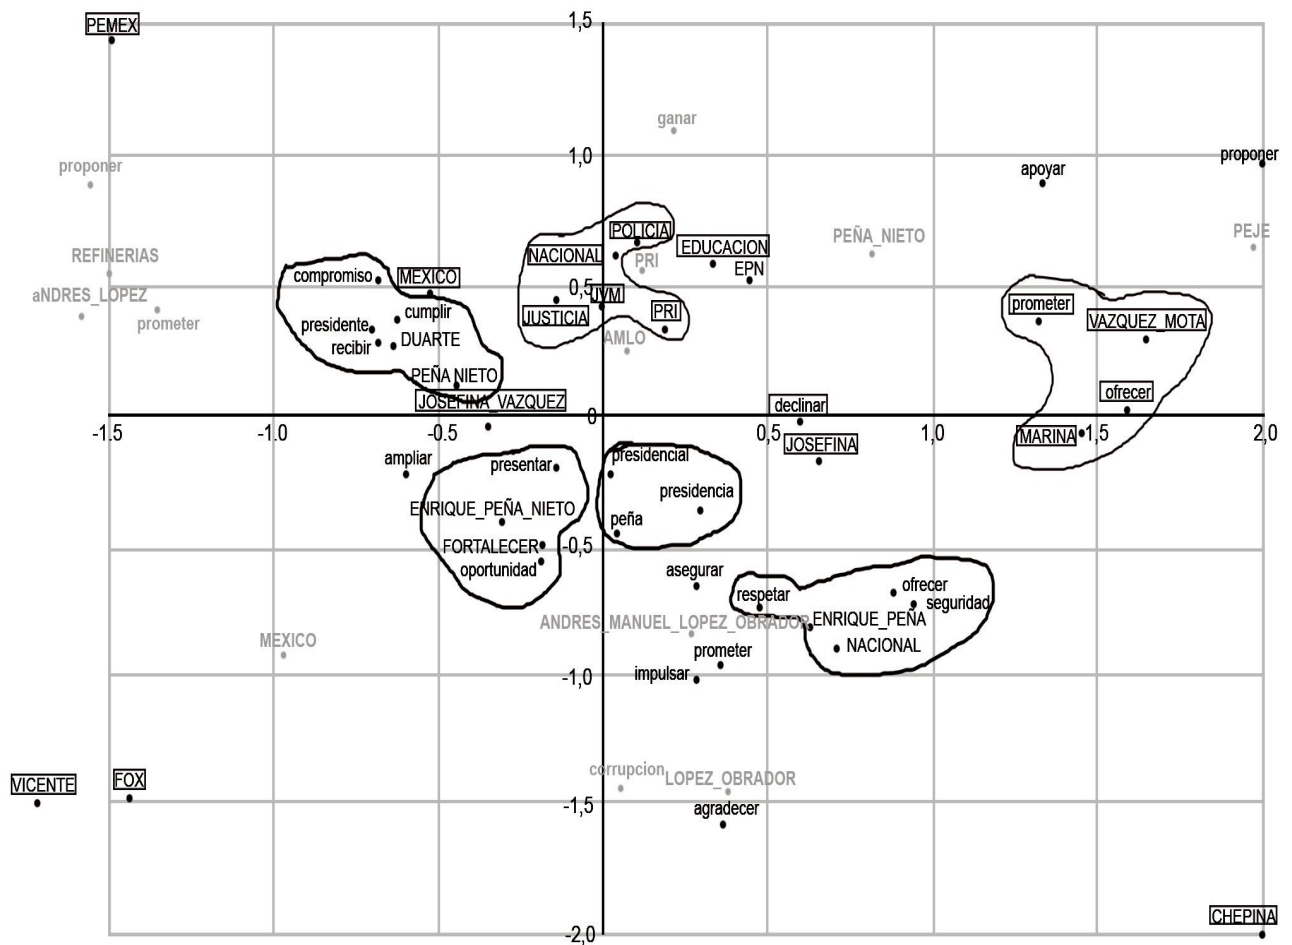 PEMEX
1,5
ganar
1,0
proponer
proponer
apoyar
POLICIA
PEÑA_NIETO
PEJE
NACIONAL
EDUCACION
REFINERIAS
PRI
EPN
compromiso
MEXICO
0,5
JVM
aNDRES_LOPEZ
prometer
prometer
cumplir
JUSTICIA
PRI
VAZQUEZ_MOTA
presidente
DUARTE
recibir
AMLO
PEÑA NIETO
JOSEFINA_VAZQUEZ
ofrecer
declinar
0
-1.5
-1.0
-0.5
0,5
1,0
1,5
2,0
JOSEFINA
MARINA
ampliar
presentar
presidencial
presidencia
ENRIQUE_PEÑA_NIETO
peña
FORTALECER
-0,5
oportunidad
asegurar
respetar
ofrecer
seguridad
ANDRES_MANUEL_LOPEZ_OBRADOR
ENRIQUE_PEÑA
MEXICO
prometer
NACIONAL
impulsar
-1,0
corrupcion
LOPEZ_OBRADOR
VICENTE
FOX
-1,5
agradecer
CHEPINA
-2,0